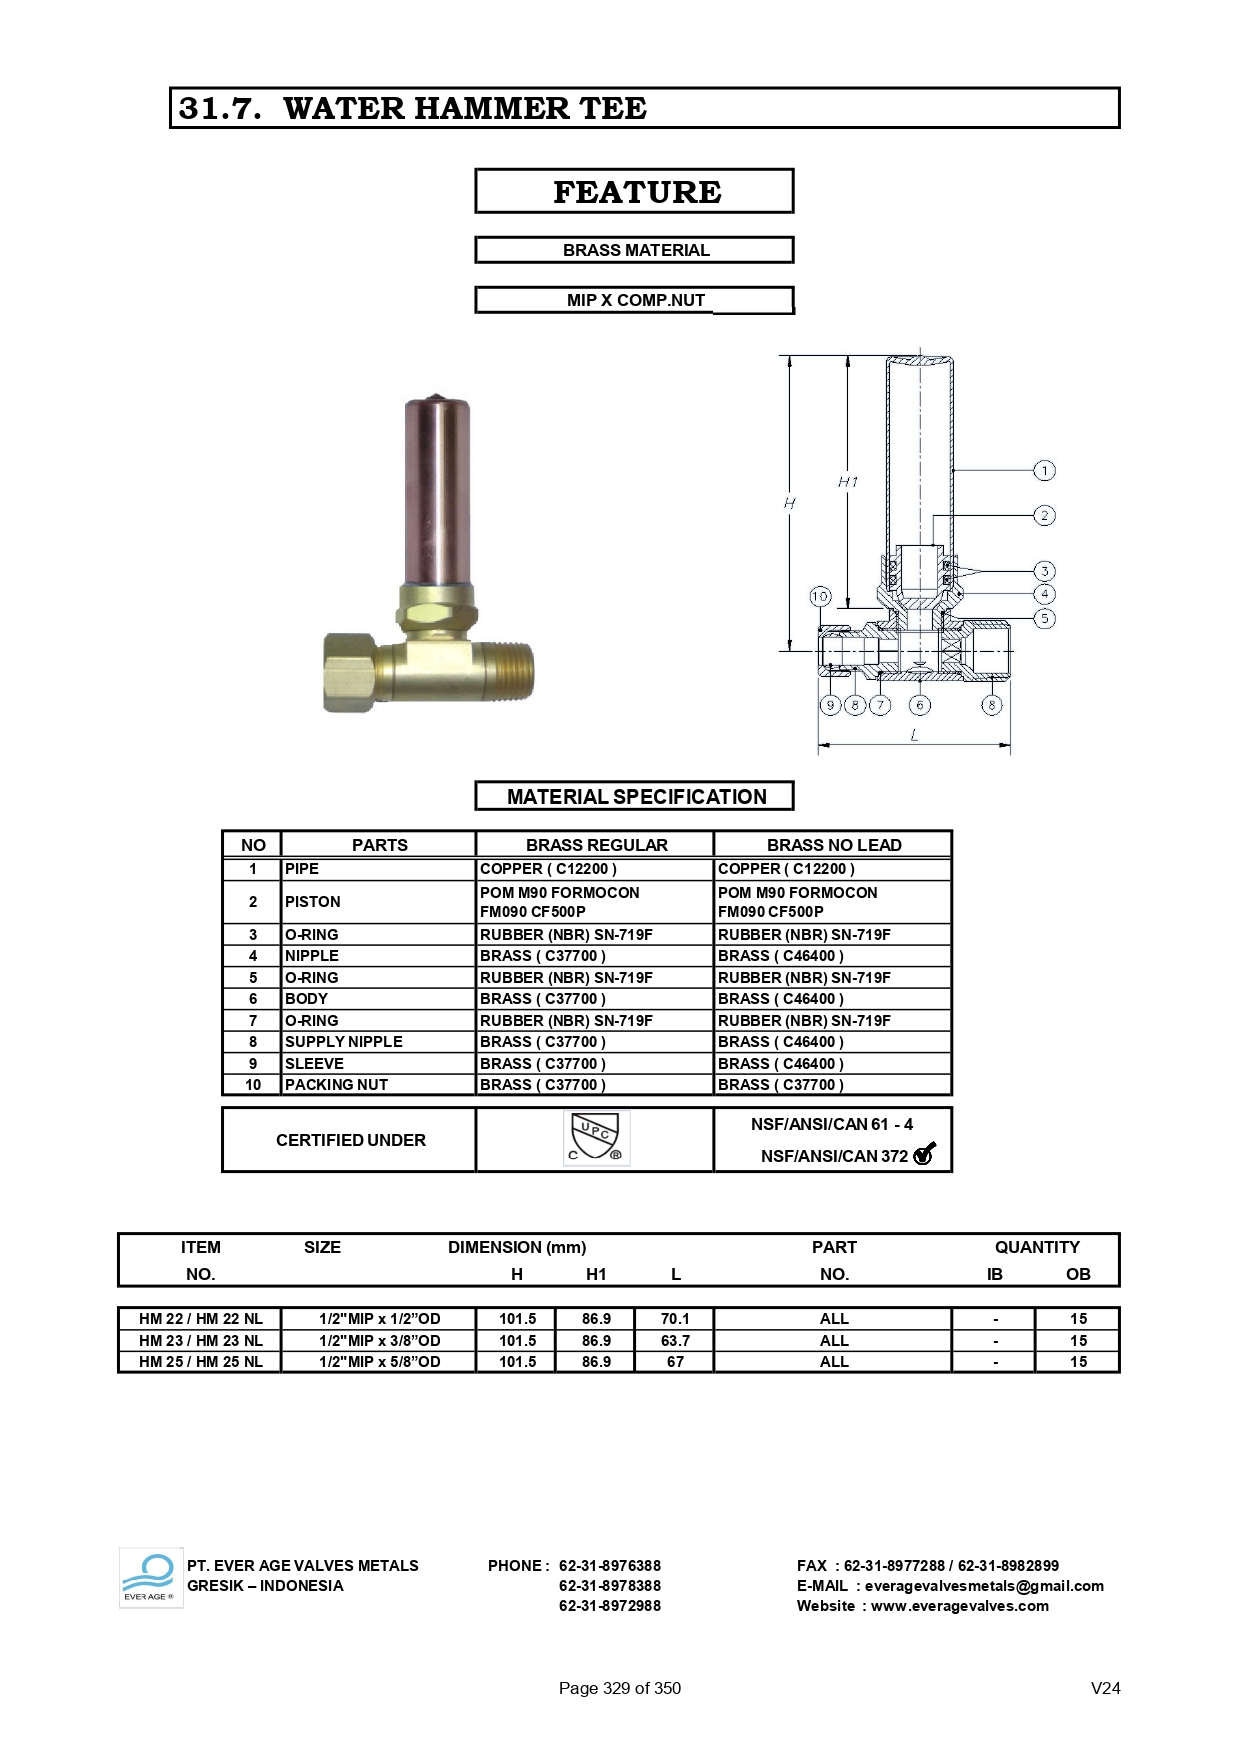 31.7. WATER HAMMER TEE
FEATURE
BRASS MATERIAL
MIP X COMP.NUT
H
H1
1
2
3
4
5
10
9
8
7
6
8
L
MATERIAL SPECIFICATION
NO PARTS BRASS REGULAR BRASS NO LEAD
1 PIPE COPPER ( C12200 ) COPPER ( C12200 )
2 PISTON POM M90 FORMOCON FM090 CF500P POM M90 FORMOCON FM090 CF500P
3 O-RING RUBBER (NBR) SN-719F RUBBER (NBR) SN-719F
4 NIPPLE BRASS ( C37700 ) BRASS ( C46400 )
5 O-RING RUBBER (NBR) SN-719F RUBBER (NBR) SN-719F
6 BODY BRASS ( C37700 ) BRASS ( C46400 )
7 O-RING RUBBER (NBR) SN-719F RUBBER (NBR) SN-719F
8 SUPPLY NIPPLE BRASS ( C37700 ) BRASS ( C46400 )
9 SLEEVE BRASS ( C37700 ) BRASS ( C46400 )
10 PACKING NUT BRASS ( C37700 ) BRASS ( C37700 )
CERTIFIED UNDER
UPC
C ®
NSF/ANSI/CAN 61 - 4
NSF/ANSI/CAN 372
ITEM SIZE DIMENSION (mm) PART QUANTITY
NO. H H1 L NO. IB OB
HM 22 / HM 22 NL 1/2"MIP x 1/2”OD 101.5 86.9 70.1 ALL - 15
HM 23 / HM 23 NL 1/2"MIP x 3/8”OD 101.5 86.9 63.7 ALL - 15
HM 25 / HM 25 NL 1/2"MIP x 5/8”OD 101.5 86.9 67 ALL - 15
EVER AGE ®
PT. EVER AGE VALVES METALS PHONE : 62-31-8976388 FAX : 62-31-8977288 / 62-31-8982899
GRESIK – INDONESIA 62-31-8978388 E-MAIL : everagevalvesmetals@gmail.com
62-31-8972988 Website : www.everagevalves.com
Page 329 of 350 V24